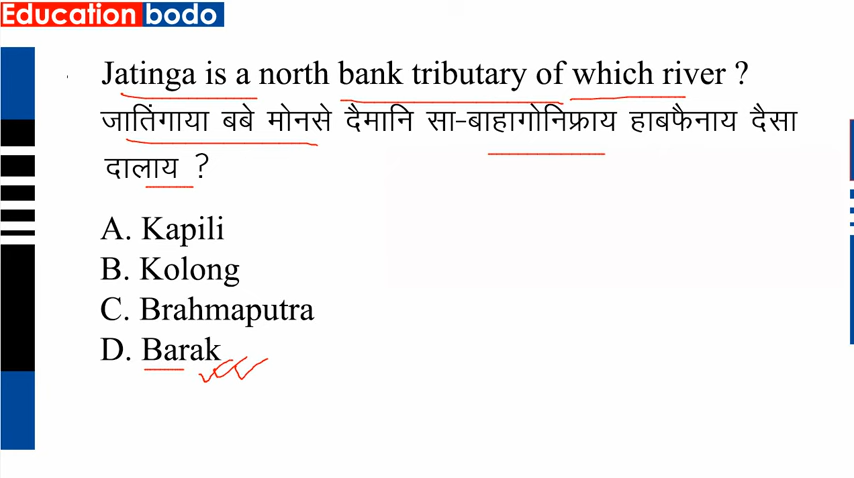 Education bodo
Jatinga is a north bank tributary of which river ?
जातिंगाया बबे मोनसे दैमानि सा-बाहागोनिफ्राय हाबफैनाय दैसा
दालाय ?
A. Kapili
B. Kolong
C. Brahmaputra
D. Barak